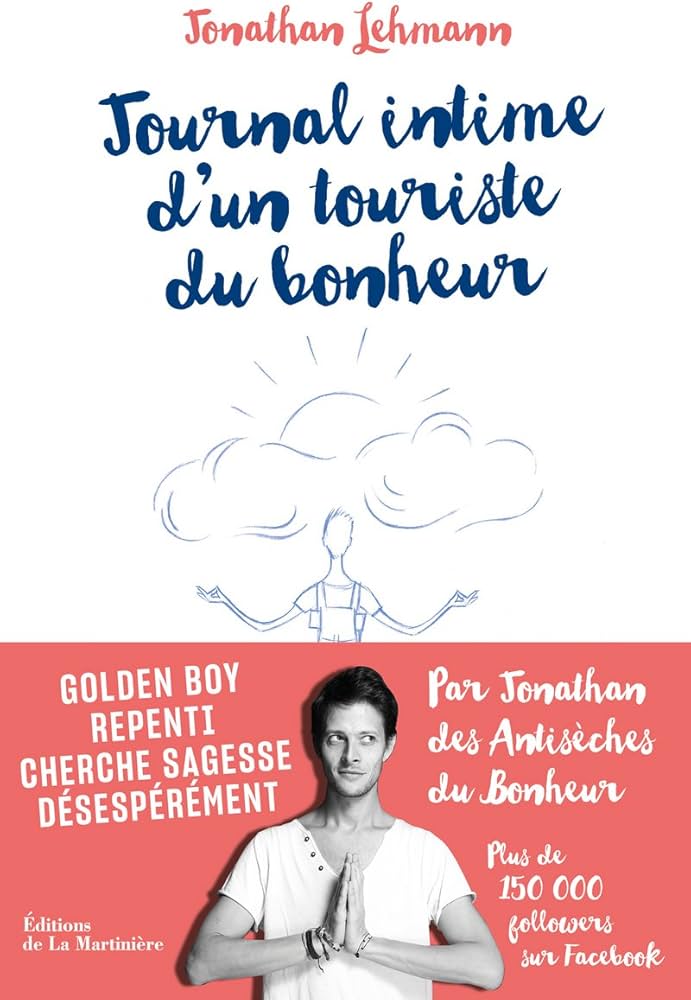 Jonathan Lehmann
Journal intime
d'un touriste
du bonheur
GOLDEN BOY
REPENTI
CHERCHE SAGESSE
DÉSESPÉRÉMENT
Par Jonathan
des Antisèches
du Bonheur
Plus de
150 000
followers
sur Facebook
Éditions
de La Martinière